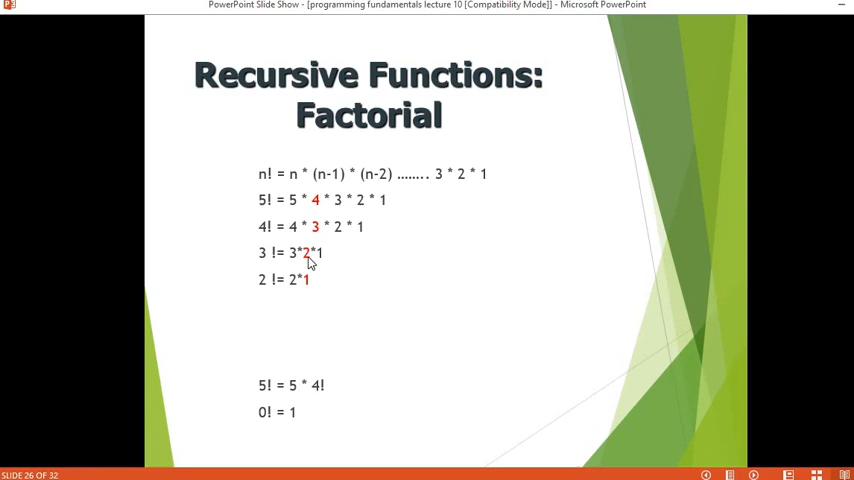 PowerPoint Slide Show - [programming fundamentals lecture 10 [Compatibility Mode]] - Microsoft PowerPoint
Recursive Functions:
Factorial
n! = n * (n-1) * (n-2) ........ 3 * 2 * 1
5! = 5 * 4 * 3 * 2 * 1
4! = 4 * 3 * 2 * 1
3 != 3*2*1
2 != 2*1
5! = 5 * 4!
0! = 1
SLIDE 26 OF 32